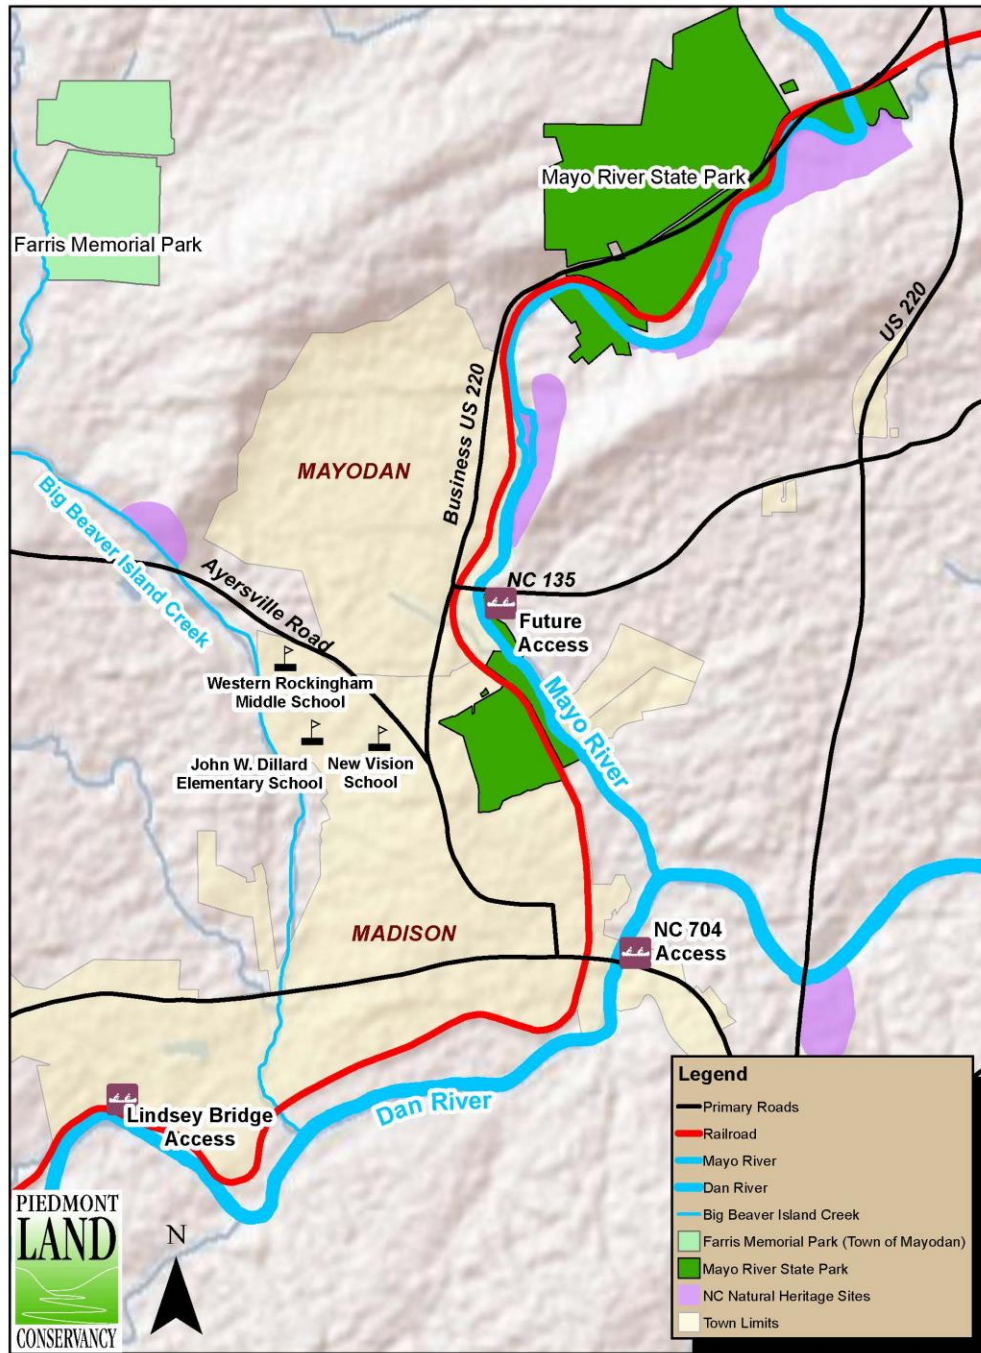 Mayo River State Park
Farris Memorial Park
US 220
Business US 220
MAYODAN
Big Beaver Island Creek
Ayersville Road
NC 135
Future
Access
Western Rockingham
Middle School
Mayo River
John W. Dillard
Elementary School
New Vision
School
MADISON
NC 704
Access
Dan River
Lindsey Bridge
Access
Legend
Primary Roads
Railroad
Mayo River
Dan River
Big Beaver Island Creek
Farris Memorial Park (Town of Mayodan)
Mayo River State Park
NC Natural Heritage Sites
Town Limits
PIEDMONT
LAND
CONSERVANCY
N